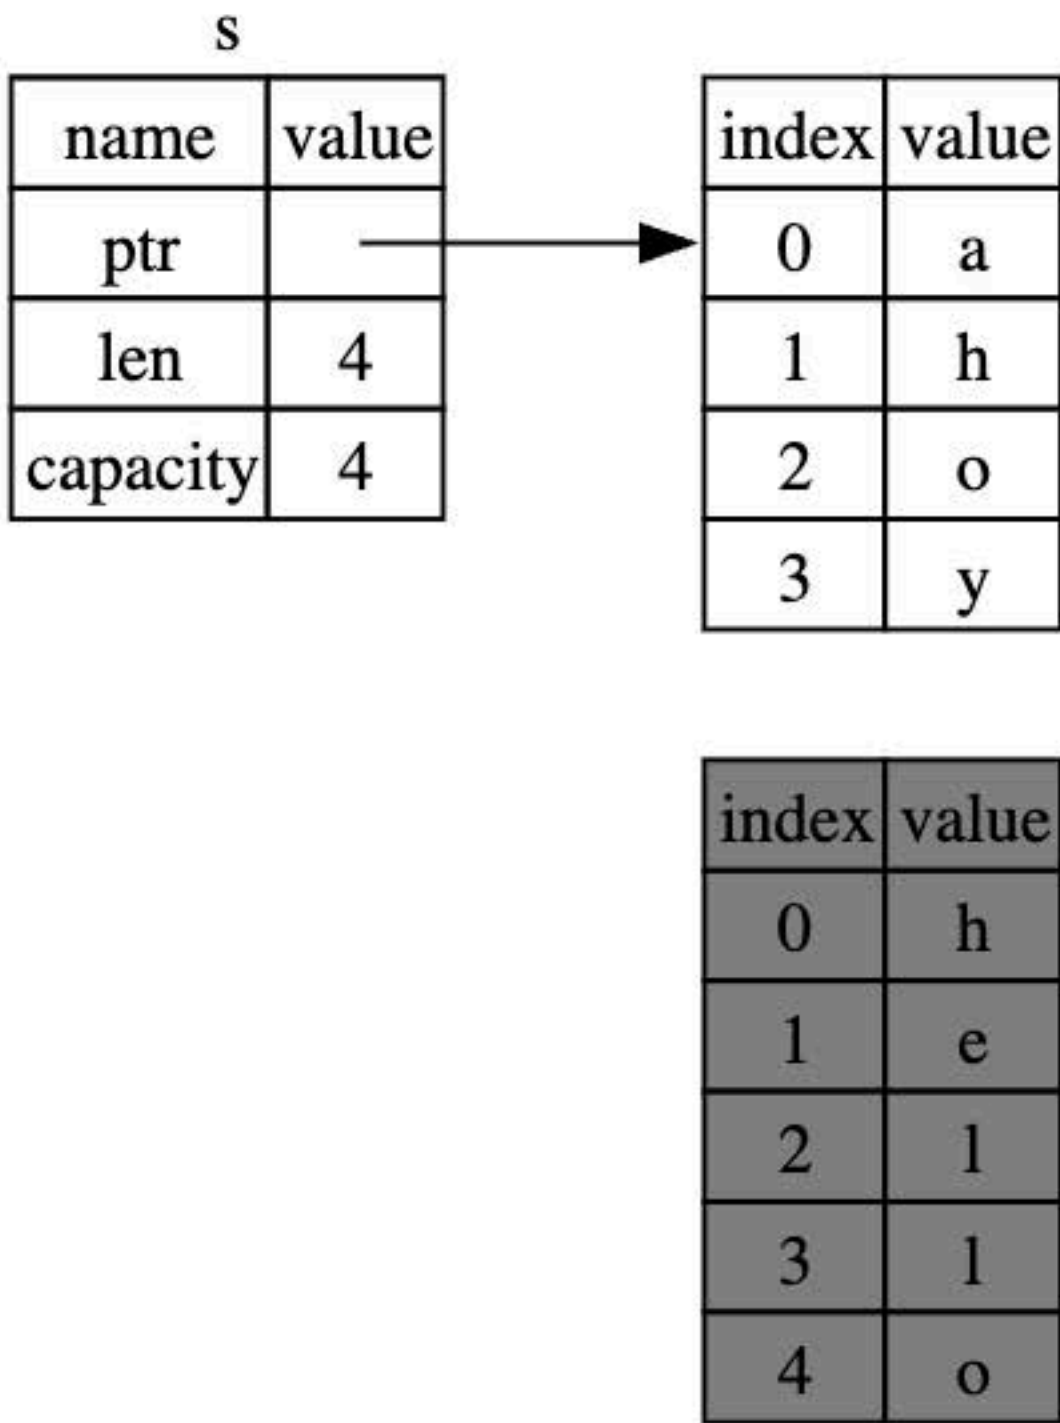 s
name value
ptr
len 4
capacity 4
index value
0 a
1 h
2 o
3 y
index value
0 h
1 e
2 l
3 l
4 o